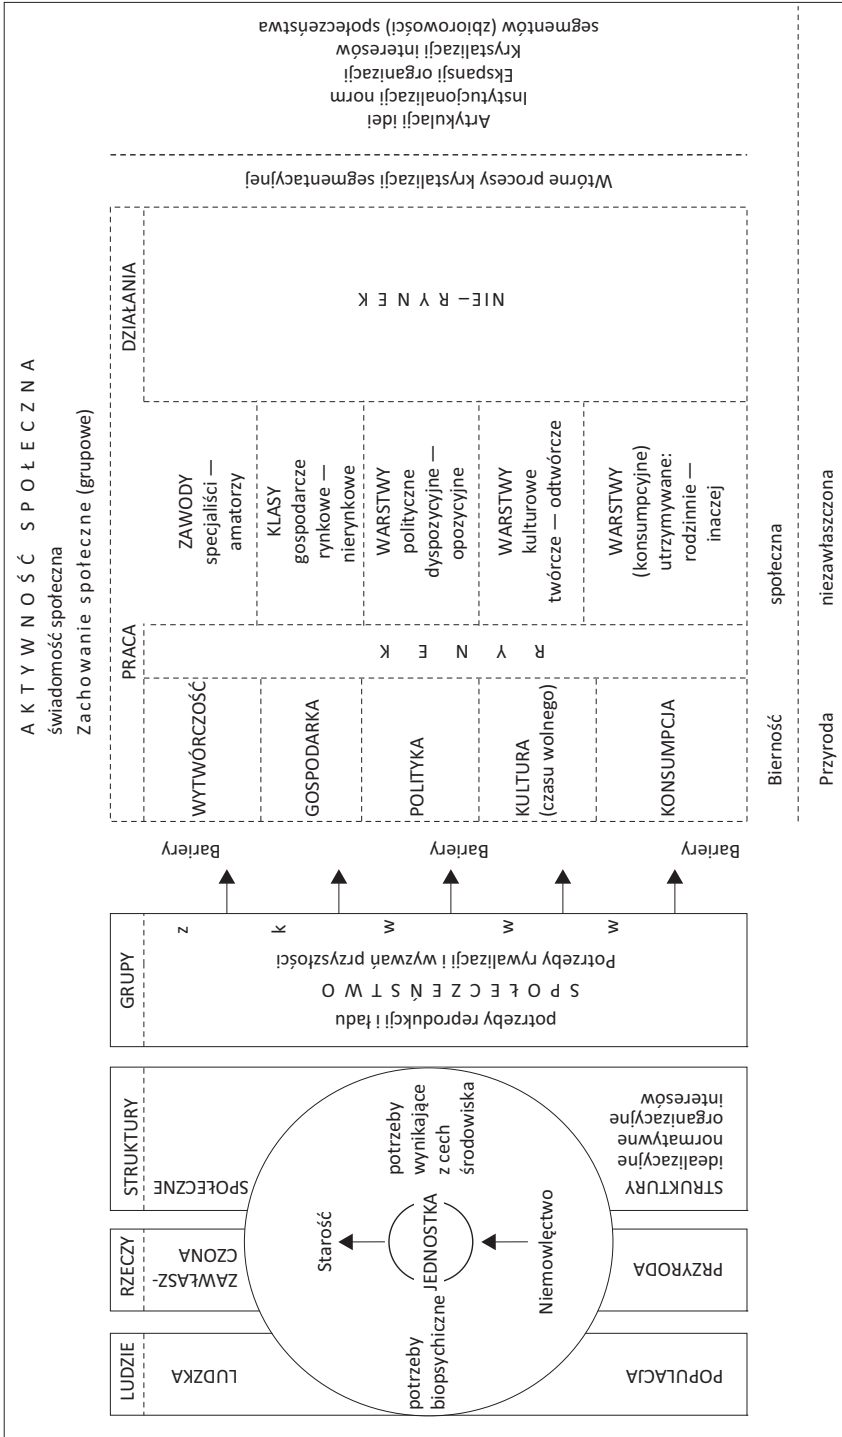 AKTYWNOŚĆ SPOŁECZNA
świadomość społeczna
Zachowanie społeczne (grupowe)
LUDZIE
RZECZY
STRUKTURY
GRUPY
PRACA
DZIAŁANIA
LUDZKA
ZAWŁASZ-
CZONA
SPOŁECZNE
potrzeby
biopsychiczne
Starość
JEDNOSTKA
Niemowlęctwo
potrzeby
wynikające
z cech
środowiska
POPULACJA
PRZYRODA
STRUKTURY
idealizacyjne
normatywne
organizacyjne
interesów
potrzeby reprodukcji i ładu
SPOŁECZEŃSTWO
Potrzeby rywalizacji i wyzwań przyszłości
z
k
w
w
w
Bariery
Bariery
Bariery
WYTWÓRCZOŚĆ
GOSPODARKA
POLITYKA
KULTURA
(czasu wolnego)
KONSUMPCJA
RYNEK
ZAWODY
specjaliści —
amatorzy
KLASY
gospodarcze
rynkowe —
nierynkowe
WARSTWY
polityczne
dyspozycyjne —
opozycyjne
WARSTWY
kulturowe
twórcze — odtwórcze
WARSTWY
(konsumpcyjne)
utrzymywane:
rodzinnie —
inaczej
NIE–RYNEK
Wtórne procesy krystalizacji segmentacyjnej
Artykulacji idei
Instytucjonalizacji norm
Ekspansji organizacji
Krystalizacji interesów
segmentów (zbiorowości) społeczeństwa
Bierność społeczna
Przyroda niezawłaszczona